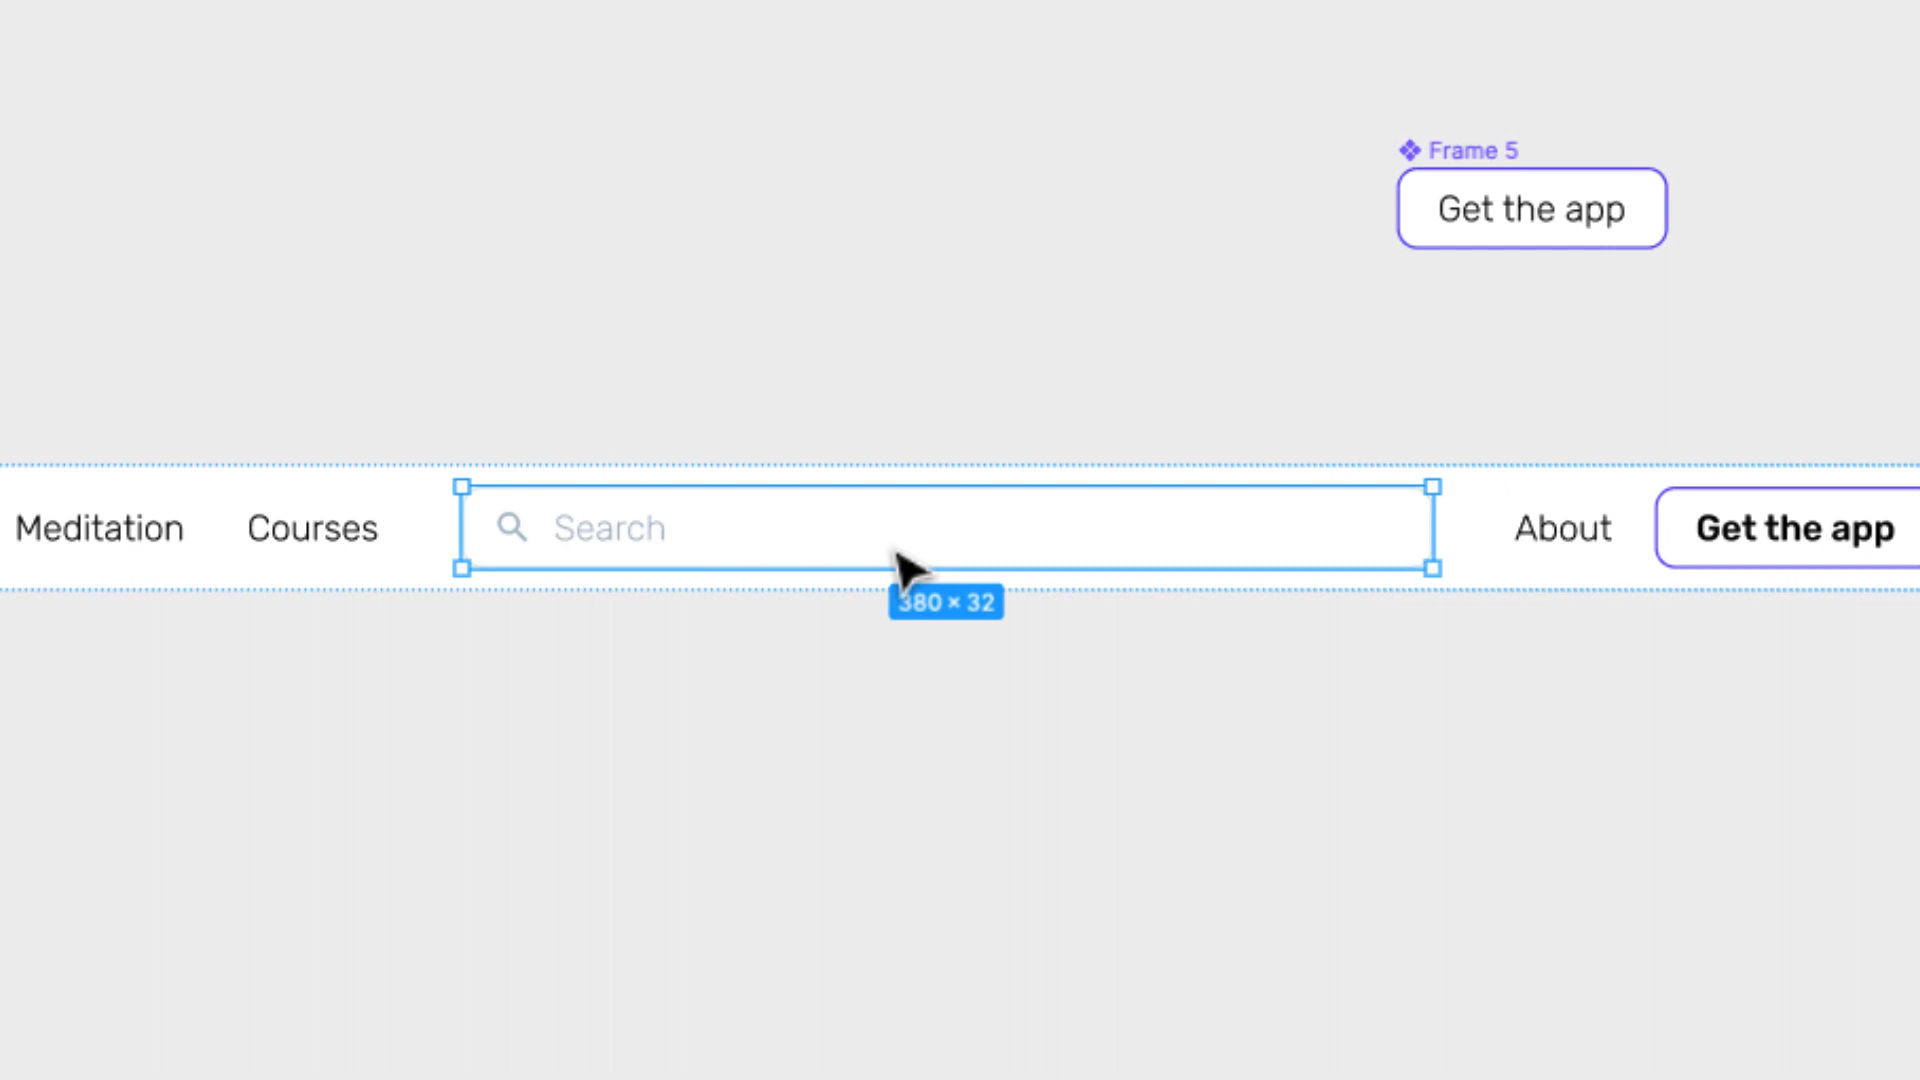 Frame 5
Get the app
Meditation Courses Search About Get the app
380 × 32